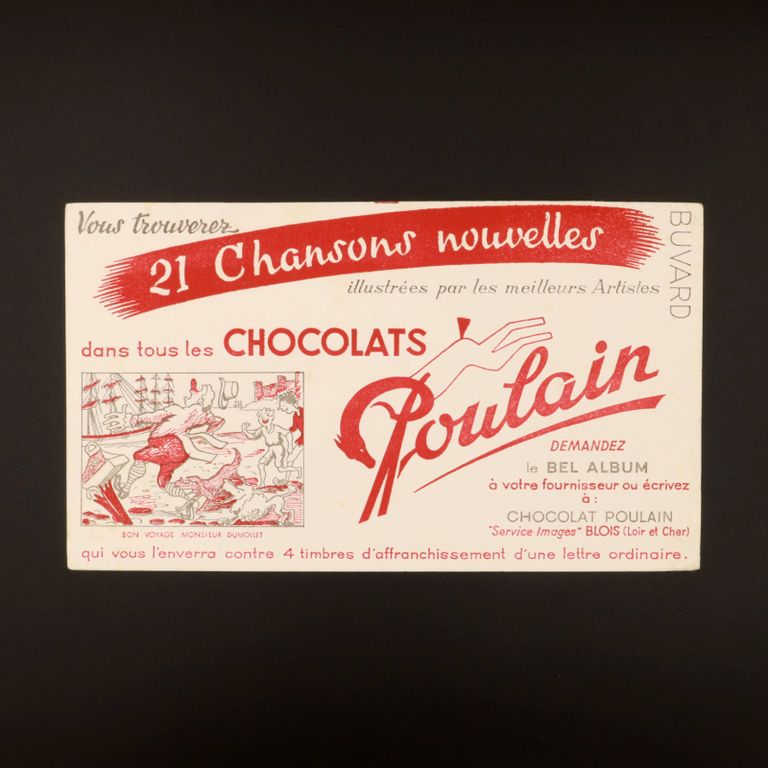 Vous trouverez
21 Chansons nouvelles
illustrées par les meilleurs Artistes
BUVARD
dans tous les CHOCOLATS
Poulain
BON VOYAGE MONSIEUR DUMOLLET
DEMANDEZ
le BEL ALBUM
à votre fournisseur ou écrivez
à :
CHOCOLAT POULAIN
"Service Images" BLOIS (Loir et Cher)
qui vous l'enverra contre 4 timbres d'affranchissement d'une lettre ordinaire.